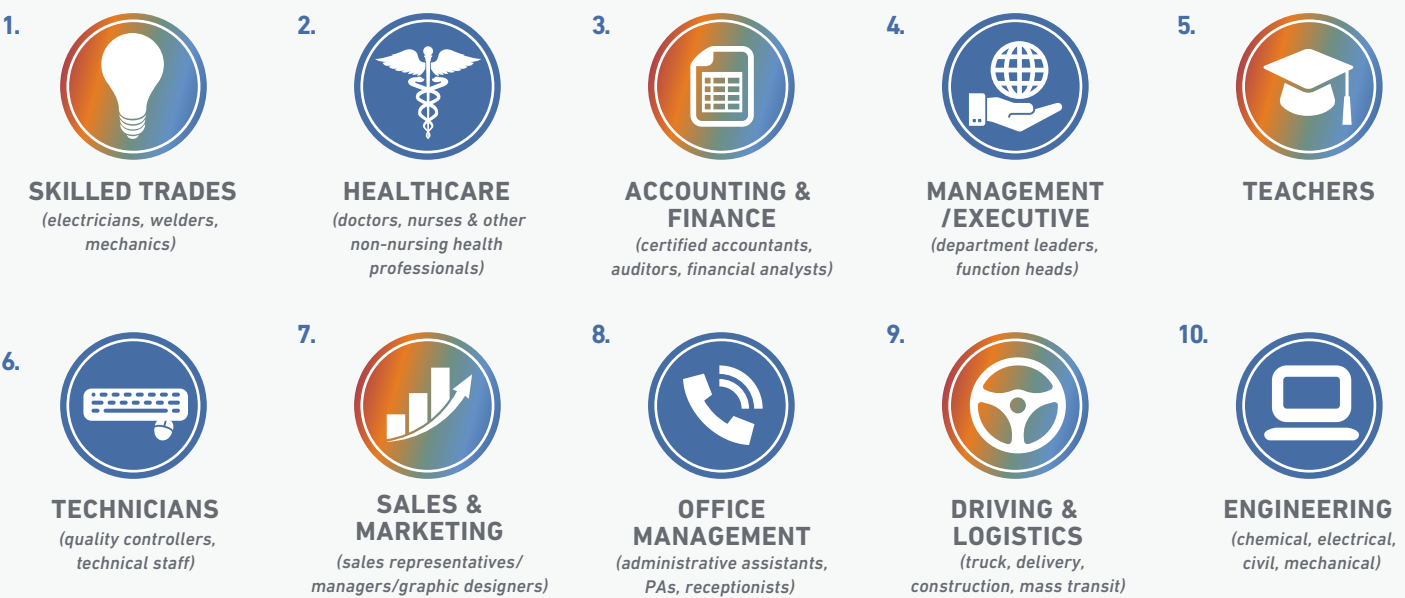 1.
SKILLED TRADES
(electricians, welders,
mechanics)
2.
HEALTHCARE
(doctors, nurses & other
non-nursing health
professionals)
3.
ACCOUNTING &
FINANCE
(certified accountants,
auditors, financial analysts)
4.
MANAGEMENT
/EXECUTIVE
(department leaders,
function heads)
5.
TEACHERS
6.
TECHNICIANS
(quality controllers,
technical staff)
7.
SALES &
MARKETING
(sales representatives/
managers/graphic designers)
8.
OFFICE
MANAGEMENT
(administrative assistants,
PAs, receptionists)
9.
DRIVING &
LOGISTICS
(truck, delivery,
construction, mass transit)
10.
ENGINEERING
(chemical, electrical,
civil, mechanical)